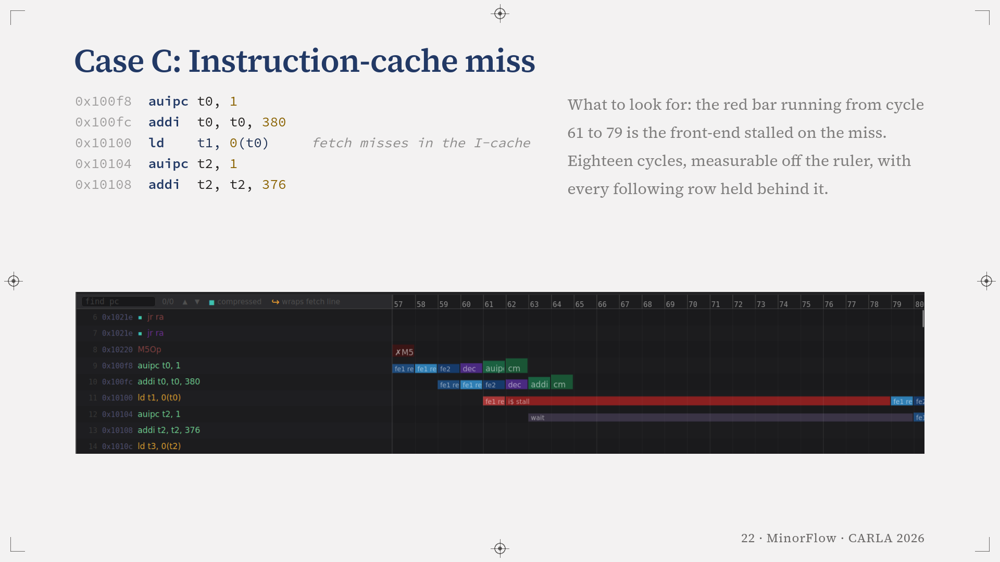 Case C: Instruction-cache miss
0x100f8 auipc t0, 1
0x100fc addi t0, t0, 380
0x10100 ld t1, 0(t0) fetch misses in the I-cache
0x10104 auipc t2, 1
0x10108 addi t2, t2, 376
What to look for: the red bar running from cycle
61 to 79 is the front-end stalled on the miss.
Eighteen cycles, measurable off the ruler, with
every following row held behind it.
find pc 0/0 ▲ ▼ ■ compressed ↪ wraps fetch line 57 58 59 60 61 62 63 64 65 66 67 68 69 70 71 72 73 74 75 76 77 78 79 80
6 0x1021e ▪ jr ra
7 0x1021e ▪ jr ra
8 0x10220 M5Op ✗M5
9 0x100f8 auipc t0, 1 fe1 re fe1 re fe2 dec auip cm
10 0x100fc addi t0, t0, 380 fe1 re fe1 re fe2 dec addi cm
11 0x10100 ld t1, 0(t0) fe1 re i$ stall fe1 re fe2
12 0x10104 auipc t2, 1 wait fe1
13 0x10108 addi t2, t2, 376
14 0x1010c ld t3, 0(t2)
22 · MinorFlow · CARLA 2026